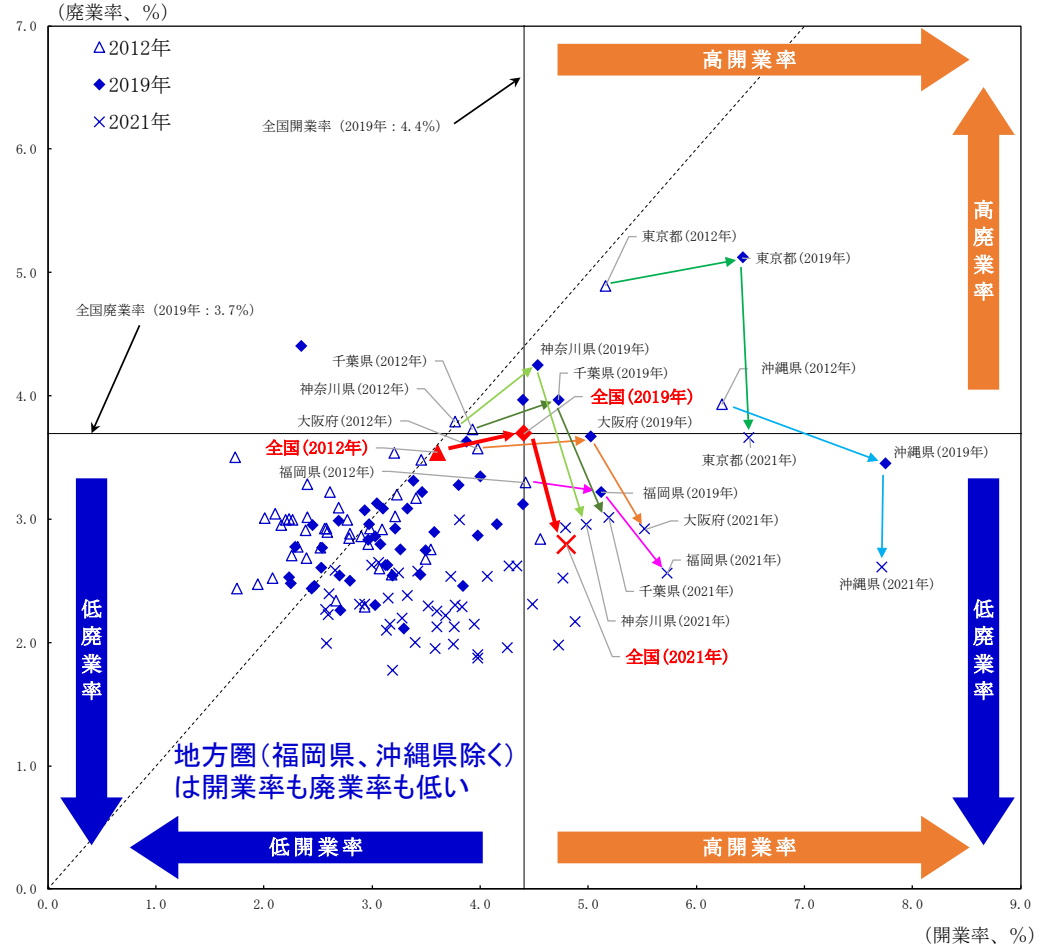 (廃業率、%)
7.0
6.0
5.0
4.0
3.0
2.0
1.0
0.0
2012年
2019年
2021年
高開業率
全国開業率（2019年：4.4%）
高廃業率
東京都(2012年)
東京都(2019年)
全国廃業率（2019年：3.7%）
神奈川県(2019年)
千葉県(2012年)
千葉県(2019年)
沖縄県(2012年)
神奈川県(2012年)
全国(2019年)
大阪府(2012年)
大阪府(2019年)
全国(2012年)
沖縄県(2019年)
東京都(2021年)
福岡県(2012年)
福岡県(2019年)
大阪府(2021年)
福岡県(2021年)
沖縄県(2021年)
千葉県(2021年)
神奈川県(2021年)
全国(2021年)
低廃業率
低廃業率
地方圏(福岡県、沖縄県除く)
は開業率も廃業率も低い
低開業率
高開業率
0.0
1.0
2.0
3.0
4.0
5.0
6.0
7.0
8.0
9.0
(開業率、%)